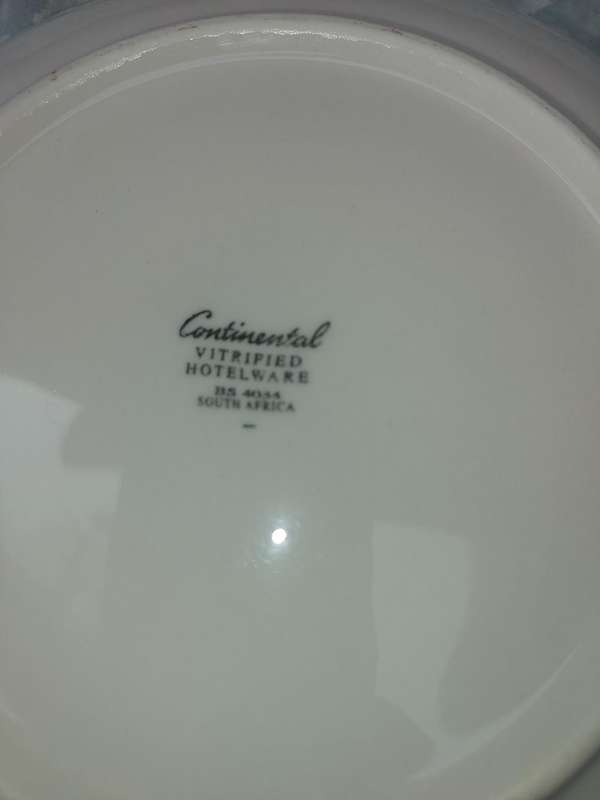 Continental
VITRIFIED
HOTELWARE
BS 4034
SOUTH AFRICA